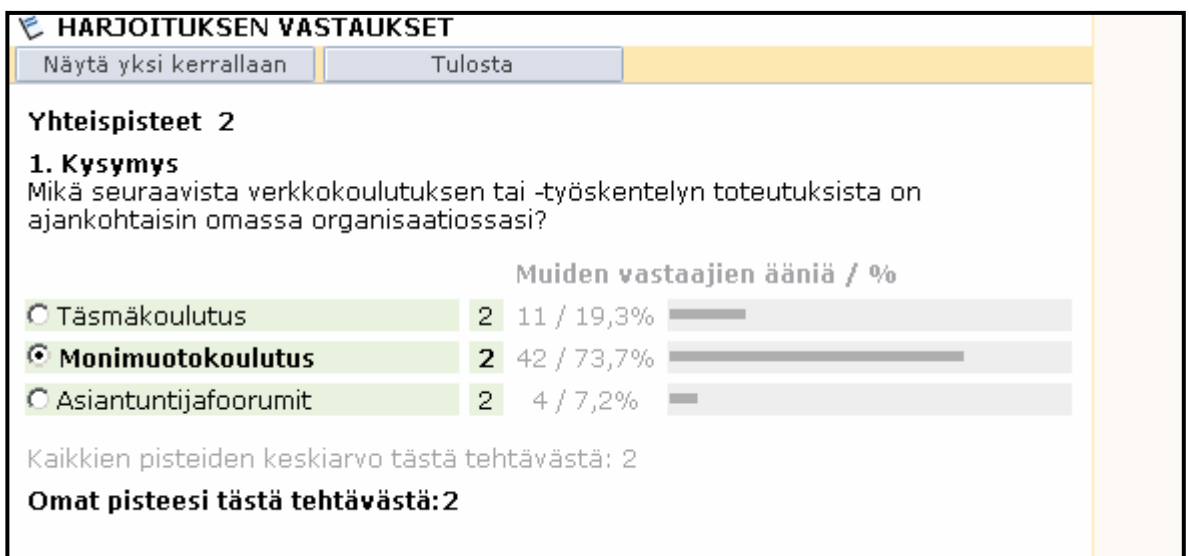 HARJOITUKSEN VASTAUKSET
Näytä yksi kerrallaan Tulosta
Yhteispisteet 2
1. Kysymys
Mikä seuraavista verkkokoulutuksen tai -työskentelyn toteutuksista on
ajankohtaisin omassa organisaatiossasi?
Muiden vastaajien ääniä / %
Täsmäkoulutus 2 11 / 19,3%
Monimuotokoulutus 2 42 / 73,7%
Asiantuntijafoorumit 2 4 / 7,2%
Kaikkien pisteiden keskiarvo tästä tehtävästä: 2
Omat pisteesi tästä tehtävästä:2